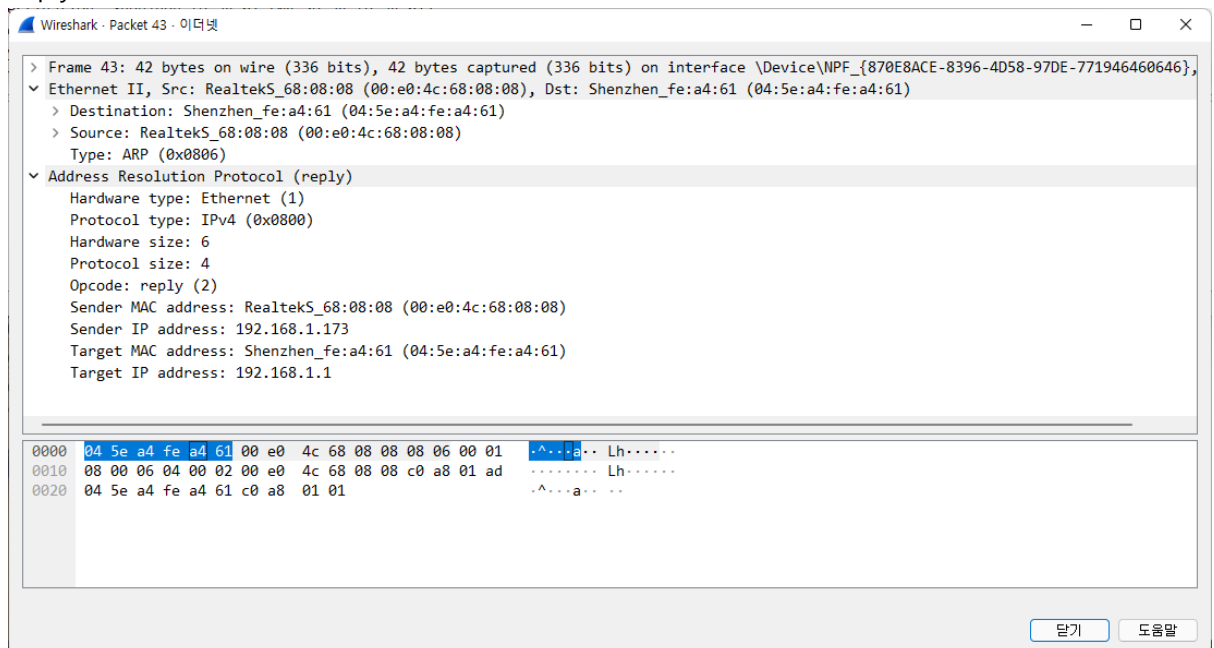 Wireshark · Packet 43 · 이더넷
> Frame 43: 42 bytes on wire (336 bits), 42 bytes captured (336 bits) on interface \Device\NPF_{870E8ACE-8396-4D58-97DE-771946460646},
Ethernet II, Src: RealtekS_68:08:08 (00:e0:4c:68:08:08), Dst: Shenzhen_fe:a4:61 (04:5e:a4:fe:a4:61)
> Destination: Shenzhen_fe:a4:61 (04:5e:a4:fe:a4:61)
> Source: RealtekS_68:08:08 (00:e0:4c:68:08:08)
Type: ARP (0x0806)
Address Resolution Protocol (reply)
Hardware type: Ethernet (1)
Protocol type: IPv4 (0x0800)
Hardware size: 6
Protocol size: 4
Opcode: reply (2)
Sender MAC address: RealtekS_68:08:08 (00:e0:4c:68:08:08)
Sender IP address: 192.168.1.173
Target MAC address: Shenzhen_fe:a4:61 (04:5e:a4:fe:a4:61)
Target IP address: 192.168.1.1
0000 04 5e a4 fe a4 61 00 e0 4c 68 08 08 08 06 00 01 ·^···a·· Lh······
0010 08 00 06 04 00 02 00 e0 4c 68 08 08 c0 a8 01 ad ········ Lh······
0020 04 5e a4 fe a4 61 c0 a8 01 01 ·^···a·· ··
닫기 도움말